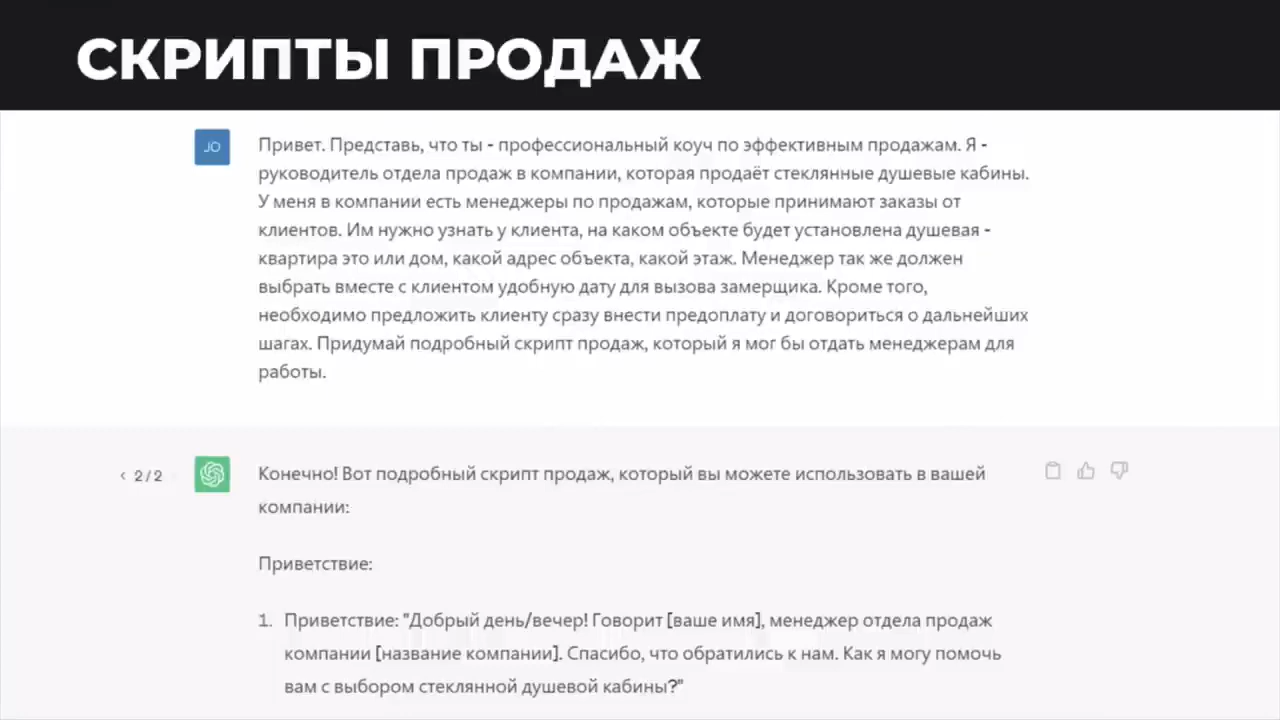 СКРИПТЫ ПРОДАЖ
JO
Привет. Представь, что ты - профессиональный коуч по эффективным продажам. Я -
руководитель отдела продаж в компании, которая продаёт стеклянные душевые кабины.
У меня в компании есть менеджеры по продажам, которые принимают заказы от
клиентов. Им нужно узнать у клиента, на каком объекте будет установлена душевая -
квартира это или дом, какой адрес объекта, какой этаж. Менеджер так же должен
выбрать вместе с клиентом удобную дату для вызова замерщика. Кроме того,
необходимо предложить клиенту сразу внести предоплату и договориться о дальнейших
шагах. Придумай подробный скрипт продаж, который я мог бы отдать менеджерам для
работы.
< 2/2
Конечно! Вот подробный скрипт продаж, который вы можете использовать в вашей
компании:
Приветствие:
1. Приветствие: "Добрый день/вечер! Говорит [ваше имя], менеджер отдела продаж
компании [название компании]. Спасибо, что обратились к нам. Как я могу помочь
вам с выбором стеклянной душевой кабины?"